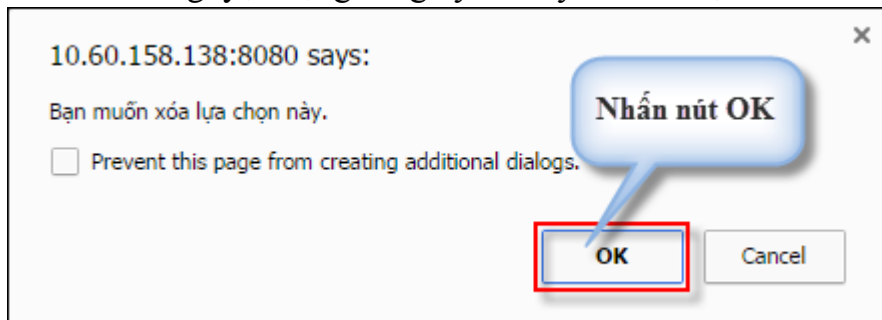 10.60.158.138:8080 says:
Bạn muốn xóa lựa chọn này.
Nhấn nút OK
Prevent this page from creating additional dialogs.
OK
Cancel